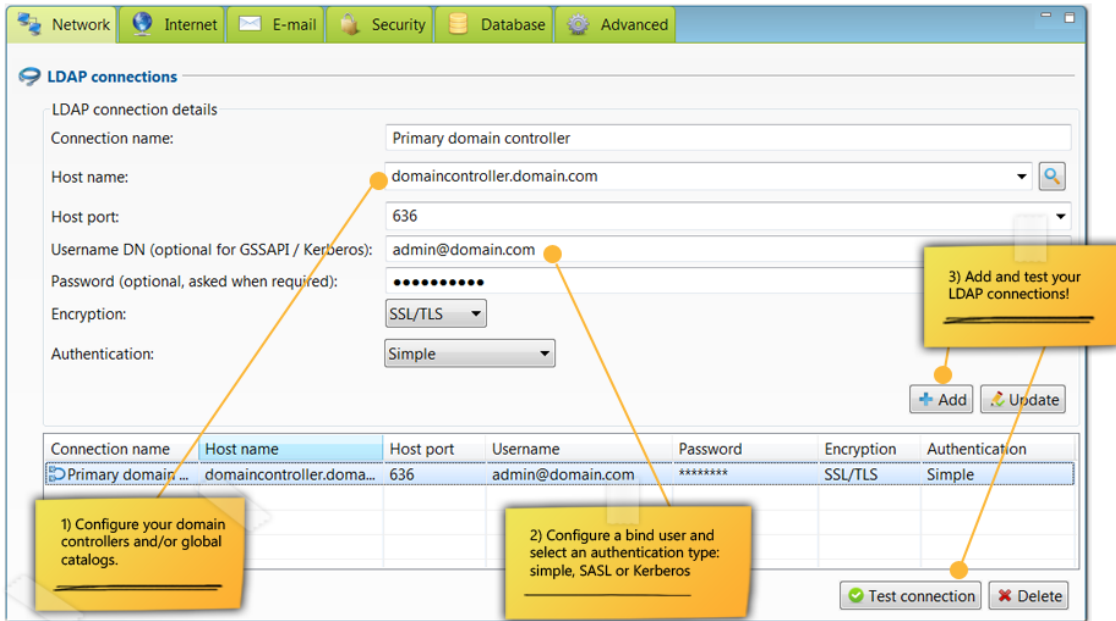 Network Internet E-mail Security Database Advanced
LDAP connections
LDAP connection details
Connection name: Primary domain controller
Host name: domaincontroller.domain.com
Host port: 636
Username DN (optional for GSSAPI / Kerberos): admin@domain.com
Password (optional, asked when required): ●●●●●●●●●●
Encryption: SSL/TLS
Authentication: Simple
3) Add and test your
LDAP connections!
Add Update
Connection name Host name Host port Username Password Encryption Authentication
Primary domain ... domaincontroller.doma... 636 admin@domain.com ******** SSL/TLS Simple
1) Configure your domain
controllers and/or global
catalogs.
2) Configure a bind user and
select an authentication type:
simple, SASL or Kerberos
Test connection Delete